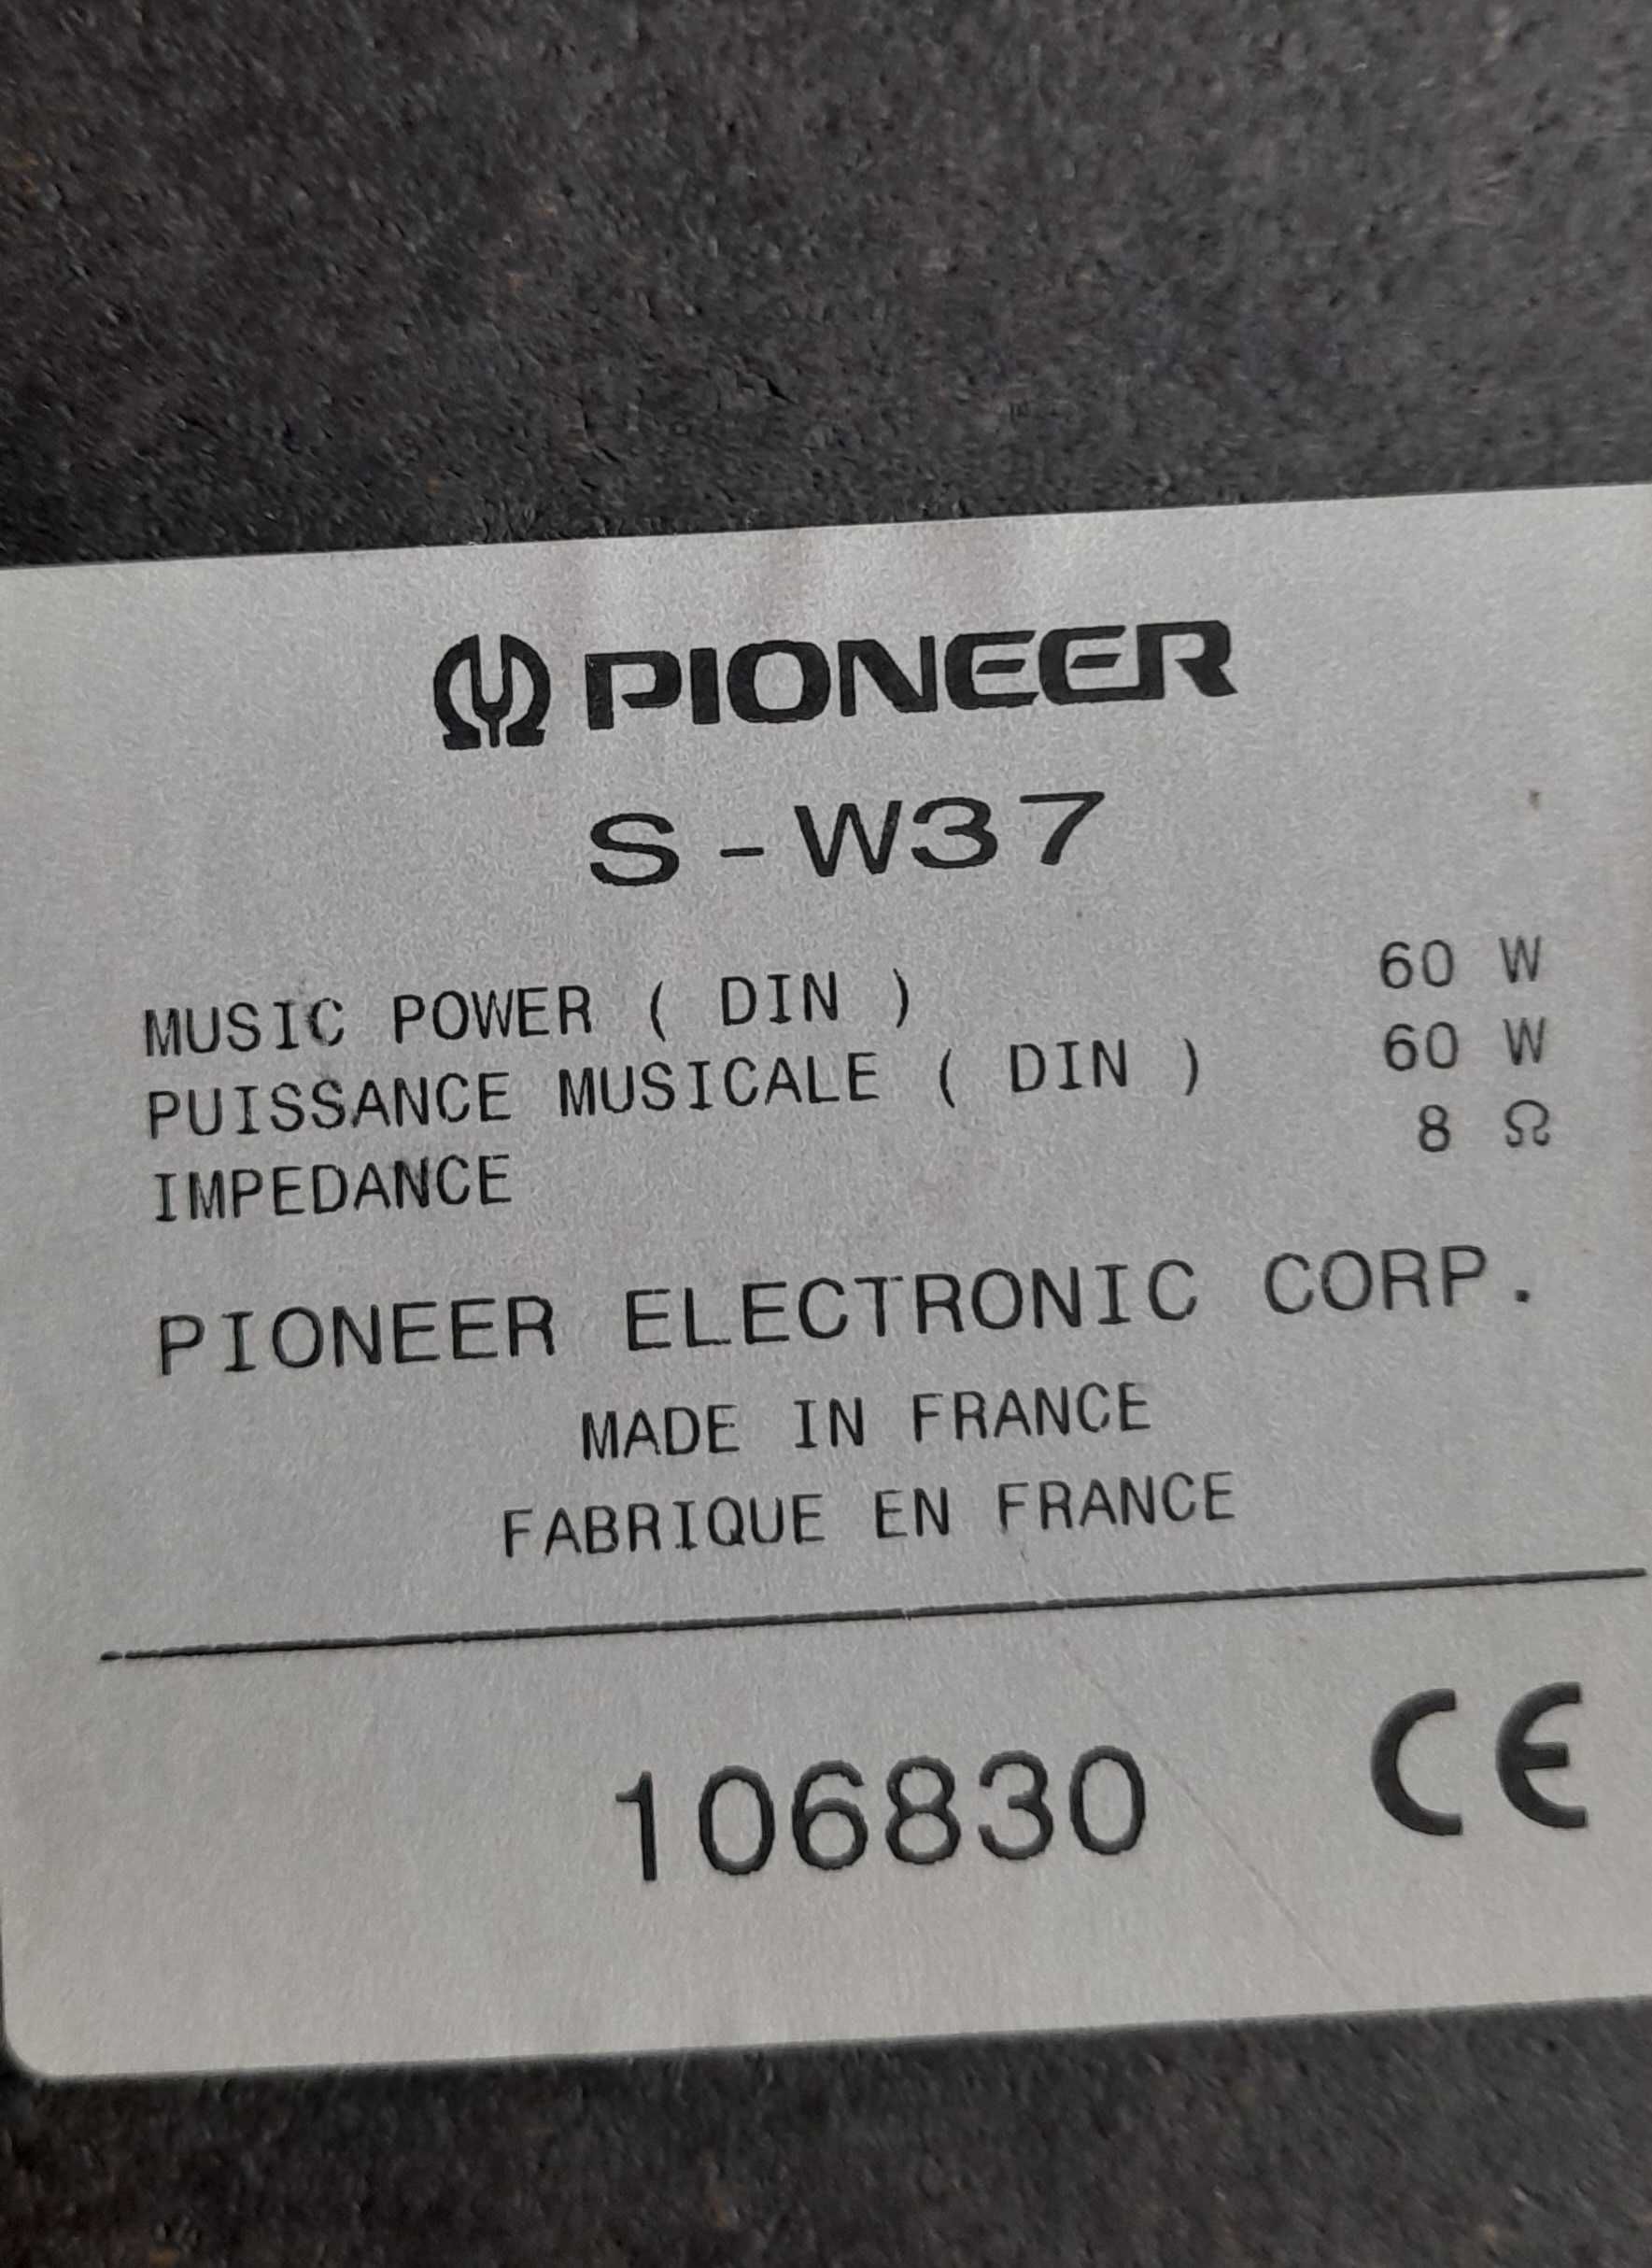 PIONEER
S-W37
MUSIC POWER ( DIN ) 60 W
PUISSANCE MUSICALE ( DIN ) 60 W
IMPEDANCE 8 Ω
PIONEER ELECTRONIC CORP.
MADE IN FRANCE
FABRIQUE EN FRANCE
106830 CE